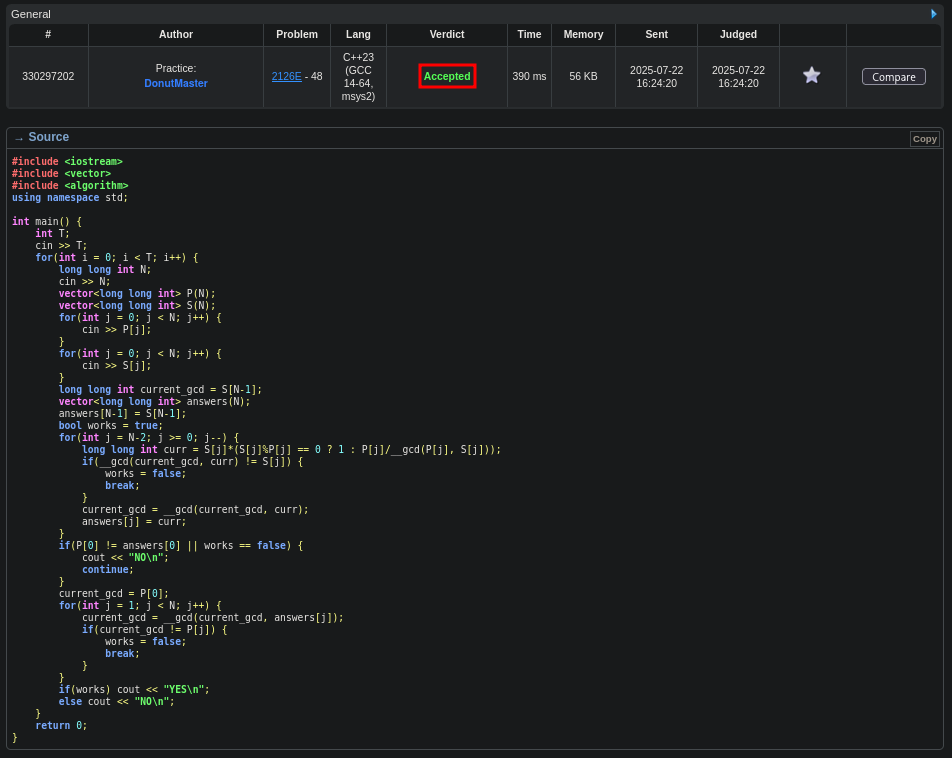 General
# Author Problem Lang Verdict Time Memory Sent Judged
330297202 Practice: DonutMaster 2126E - 48 C++23 (GCC 14-64, msys2) Accepted 390 ms 56 KB 2025-07-22 16:24:20 2025-07-22 16:24:20 Compare
→ Source Copy
#include <iostream>
#include <vector>
#include <algorithm>
using namespace std;
int main() {
    int T;
    cin >> T;
    for(int i = 0; i < T; i++) {
        long long int N;
        cin >> N;
        vector<long long int> P(N);
        vector<long long int> S(N);
        for(int j = 0; j < N; j++) {
            cin >> P[j];
        }
        for(int j = 0; j < N; j++) {
            cin >> S[j];
        }
        long long int current_gcd = S[N-1];
        vector<long long int> answers(N);
        answers[N-1] = S[N-1];
        bool works = true;
        for(int j = N-2; j >= 0; j--) {
            long long int curr = S[j]*(S[j]%P[j] == 0 ? 1 : P[j]/__gcd(P[j], S[j]));
            if(__gcd(current_gcd, curr) != S[j]) {
                works = false;
                break;
            }
            current_gcd = __gcd(current_gcd, curr);
            answers[j] = curr;
        }
        if(P[0] != answers[0] || works == false) {
            cout << "NO\n";
            continue;
        }
        current_gcd = P[0];
        for(int j = 1; j < N; j++) {
            current_gcd = __gcd(current_gcd, answers[j]);
            if(current_gcd != P[j]) {
                works = false;
                break;
            }
        }
        if(works) cout << "YES\n";
        else cout << "NO\n";
    }
    return 0;
}